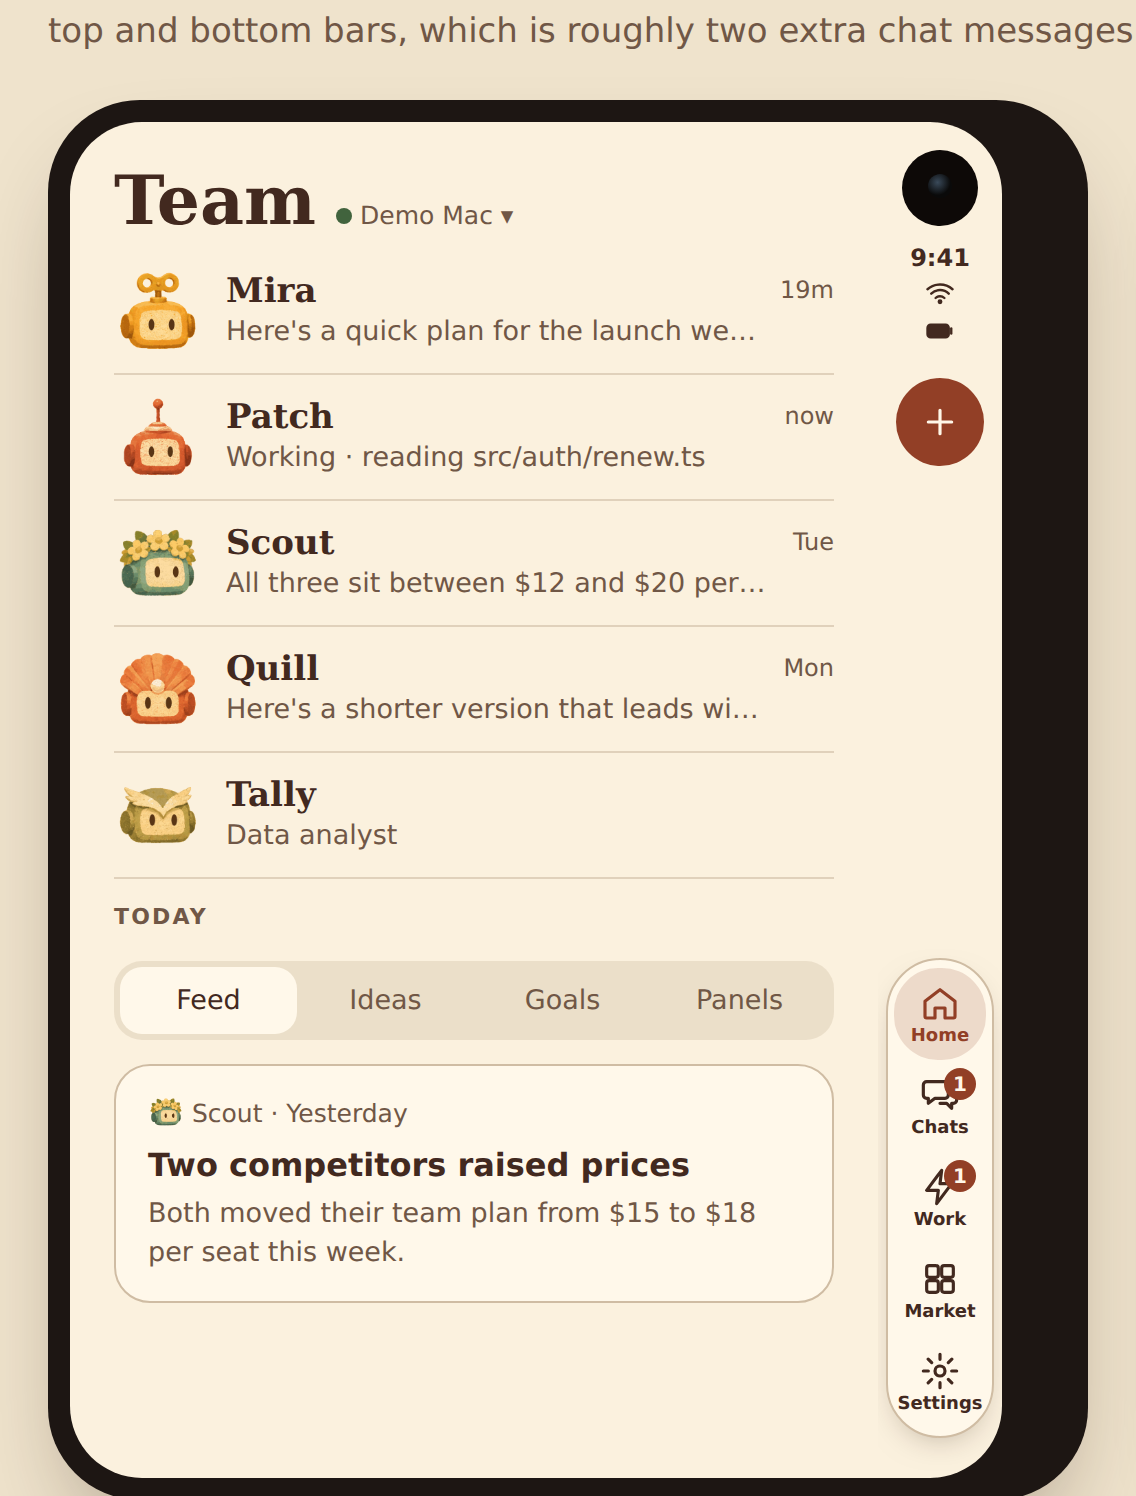 top and bottom bars, which is roughly two extra chat messages
Team
Demo Mac ▾
9:41
Mira
19m
Here's a quick plan for the launch we…
Patch
now
Working · reading src/auth/renew.ts
Scout
Tue
All three sit between $12 and $20 per…
Quill
Mon
Here's a shorter version that leads wi…
Tally
Data analyst
TODAY
Feed
Ideas
Goals
Panels
Scout · Yesterday
Two competitors raised prices
Both moved their team plan from $15 to $18
per seat this week.
Home
1
Chats
1
Work
Market
Settings